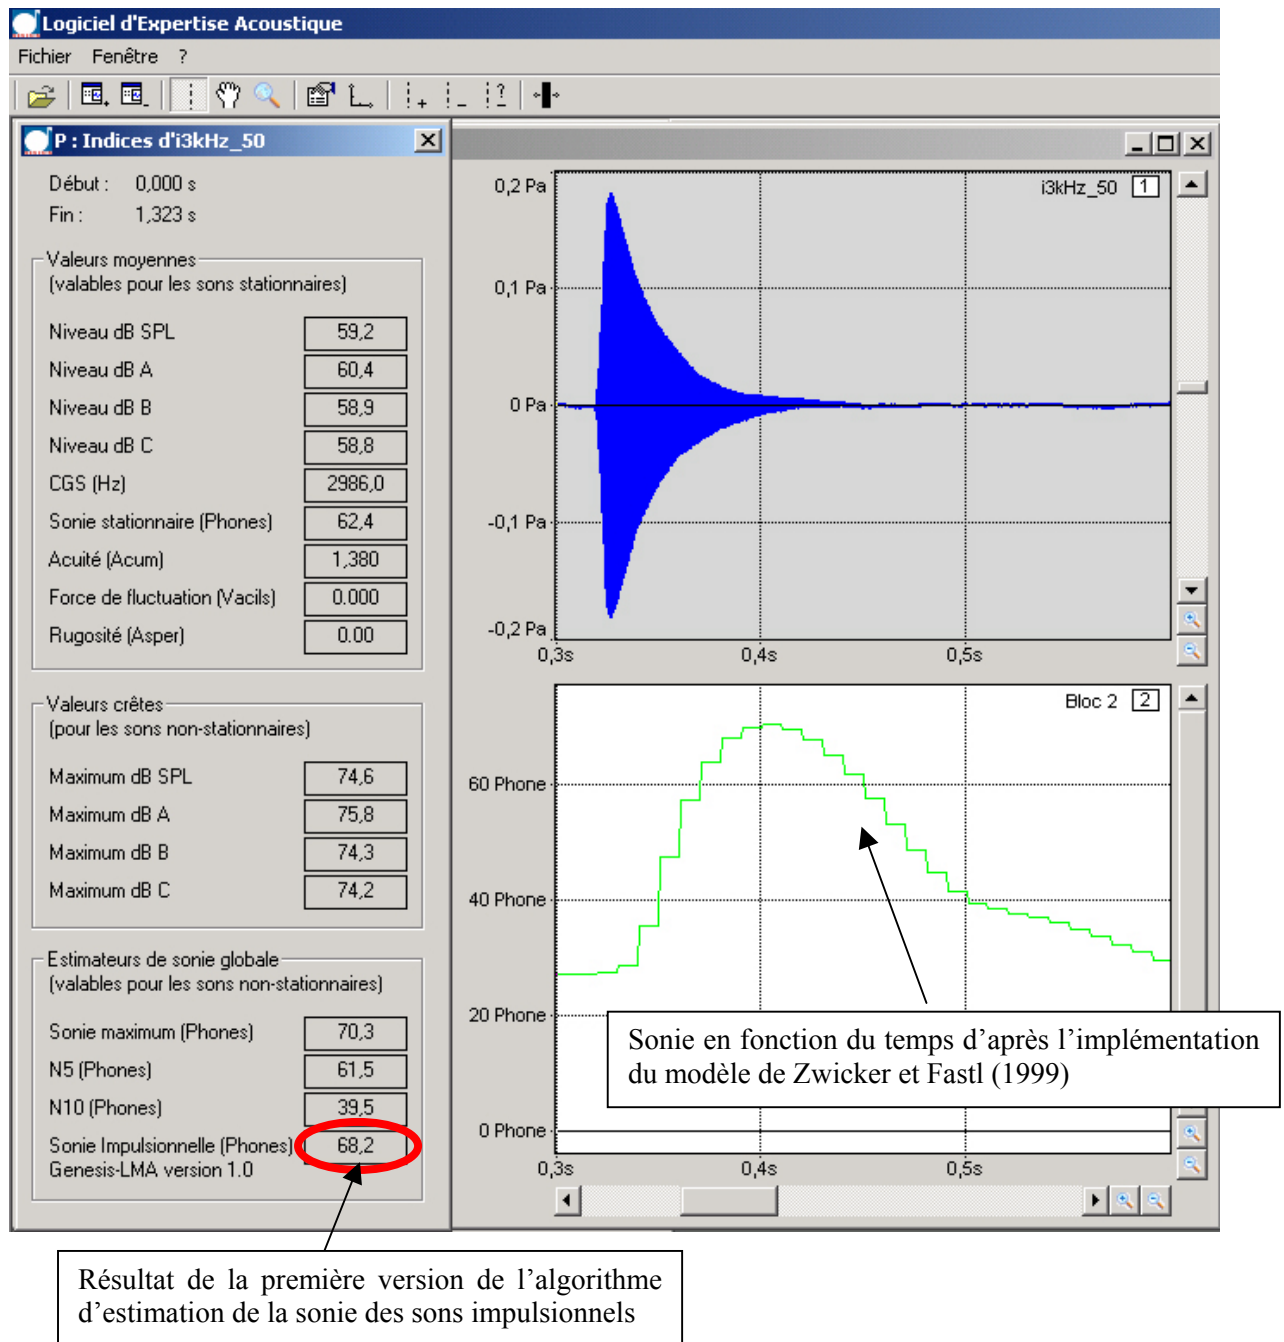 Logiciel d'Expertise Acoustique
Fichier Fenêtre ?
P : Indices d'i3kHz_50
Début : 0,000 s
Fin : 1,323 s
Valeurs moyennes
(valables pour les sons stationnaires)
Niveau dB SPL 59,2
Niveau dB A 60,4
Niveau dB B 58,9
Niveau dB C 58,8
CGS (Hz) 2986,0
Sonie stationnaire (Phones) 62,4
Acuité (Acum) 1,380
Force de fluctuation (Vacils) 0.000
Rugosité (Asper) 0.00
Valeurs crêtes
(pour les sons non-stationnaires)
Maximum dB SPL 74,6
Maximum dB A 75,8
Maximum dB B 74,3
Maximum dB C 74,2
Estimateurs de sonie globale
(valables pour les sons non-stationnaires)
Sonie maximum (Phones) 70,3
N5 (Phones) 61,5
N10 (Phones) 39,5
Sonie Impulsionnelle (Phones) 68,2
Genesis-LMA version 1.0
i3kHz_50 1
0,2 Pa
0,1 Pa
0 Pa
-0,1 Pa
-0,2 Pa
0,3s 0,4s 0,5s
Bloc 2 2
60 Phone
40 Phone
20 Phone
0 Phone
0,3s 0,4s 0,5s
Sonie en fonction du temps d'après l'implémentation
du modèle de Zwicker et Fastl (1999)
Résultat de la première version de l'algorithme
d'estimation de la sonie des sons impulsionnels